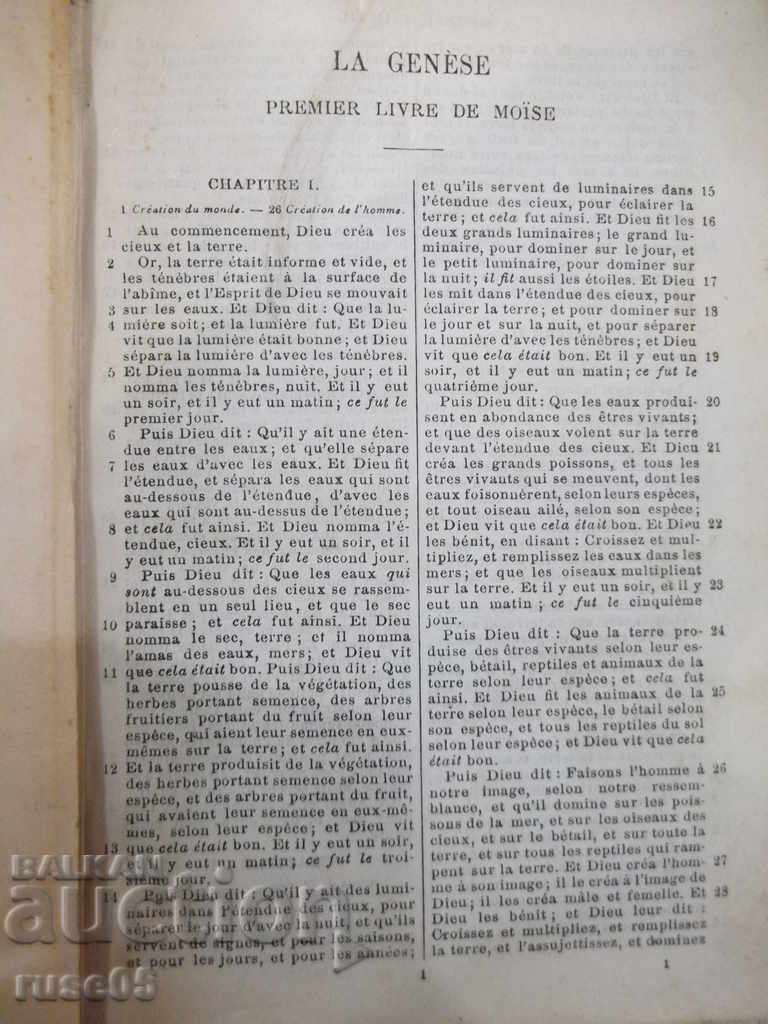 LA GENÈSE
PREMIER LIVRE DE MOÏSE
CHAPITRE I.
1 Création du monde. — 26 Création de l'homme.
1 Au commencement, Dieu créa les
cieux et la terre.
2 Or, la terre était informe et vide, et
les ténèbres étaient à la surface de
l'abîme, et l'Esprit de Dieu se mouvait
3 sur les eaux. Et Dieu dit : Que la lu-
4 mière soit; et la lumière fut. Et Dieu
vit que la lumière était bonne; et Dieu
sépara la lumière d'avec les ténèbres.
5 Et Dieu nomma la lumière, jour; et il
nomma les ténèbres, nuit. Et il y eut
un soir, et il y eut un matin; ce fut le
premier jour.
6 Puis Dieu dit : Qu'il y ait une éten-
due entre les eaux; et qu'elle sépare
7 les eaux d'avec les eaux. Et Dieu fit
l'étendue, et sépara les eaux qui sont
au-dessous de l'étendue, d'avec les
eaux qui sont au-dessus de l'étendue;
8 et cela fut ainsi. Et Dieu nomma l'é-
tendue, cieux. Et il y eut un soir, et il
y eut un matin; ce fut le second jour.
9 Puis Dieu dit : Que les eaux qui
sont au-dessous des cieux se rassem-
blent en un seul lieu, et que le sec
10 paraisse; et cela fut ainsi. Et Dieu
nomma le sec, terre; et il nomma
l'amas des eaux, mers; et Dieu vit
11 que cela était bon. Puis Dieu dit : Que
la terre pousse de la végétation, des
herbes portant semence, des arbres
fruitiers portant du fruit selon leur
espèce, qui aient leur semence en eux-
mêmes sur la terre; et cela fut ainsi.
12 Et la terre produisit de la végétation,
des herbes portant semence selon leur
espèce, et des arbres portant du fruit,
qui avaient leur semence en eux-mê-
mes, selon leur espèce; et Dieu vit
13 que cela était bon. Et il y eut un soir,
et il y eut un matin; ce fut le troi-
sième jour.
14 Puis Dieu dit : Qu'il y ait des lumi-
naires dans l'étendue des cieux, pour
séparer le jour d'avec la nuit, et qu'ils
servent de signes, et pour les saisons,
et pour les jours, et pour les années;
et qu'ils servent de luminaires dans 15
l'étendue des cieux, pour éclairer la
terre; et cela fut ainsi. Et Dieu fit les 16
deux grands luminaires; le grand lu-
minaire, pour dominer sur le jour, et
le petit luminaire, pour dominer sur
la nuit; il fit aussi les étoiles. Et Dieu 17
les mit dans l'étendue des cieux, pour
éclairer la terre; et pour dominer sur 18
le jour et sur la nuit, et pour séparer
la lumière d'avec les ténèbres; et Dieu
vit que cela était bon. Et il y eut un 19
soir, et il y eut un matin; ce fut le
quatrième jour.
Puis Dieu dit : Que les eaux produi- 20
sent en abondance des êtres vivants;
et que des oiseaux volent sur la terre
devant l'étendue des cieux. Et Dieu 21
créa les grands poissons, et tous les
êtres vivants qui se meuvent, dont les
eaux foisonnèrent, selon leurs espèces,
et tout oiseau ailé, selon son espèce;
et Dieu vit que cela était bon. Et Dieu 22
les bénit, en disant : Croissez et mul-
tipliez, et remplissez les eaux dans les
mers; et que les oiseaux multiplient
sur la terre. Et il y eut un soir, et il y 23
eut un matin; ce fut le cinquième
jour.
Puis Dieu dit : Que la terre pro- 24
duise des êtres vivants selon leur es-
pèce, bétail, reptiles et animaux de la
terre selon leur espèce; et cela fut
ainsi. Et Dieu fit les animaux de la 25
terre selon leur espèce, le bétail selon
son espèce, et tous les reptiles du sol
selon leur espèce; et Dieu vit que cela
était bon.
Puis Dieu dit : Faisons l'homme à 26
notre image, selon notre ressem-
blance, et qu'il domine sur les pois-
sons de la mer, et sur les oiseaux des
cieux, et sur le bétail, et sur toute la
terre, et sur tous les reptiles qui ram-
pent sur la terre. Et Dieu créa l'hom- 27
me à son image; il le créa à l'image de
Dieu; il les créa mâle et femelle. Et 28
Dieu les bénit; et Dieu leur dit :
Croissez et multipliez, et remplissez
la terre, et l'assujettissez, et dominez
1
1
BALKAN
auction
ruse05